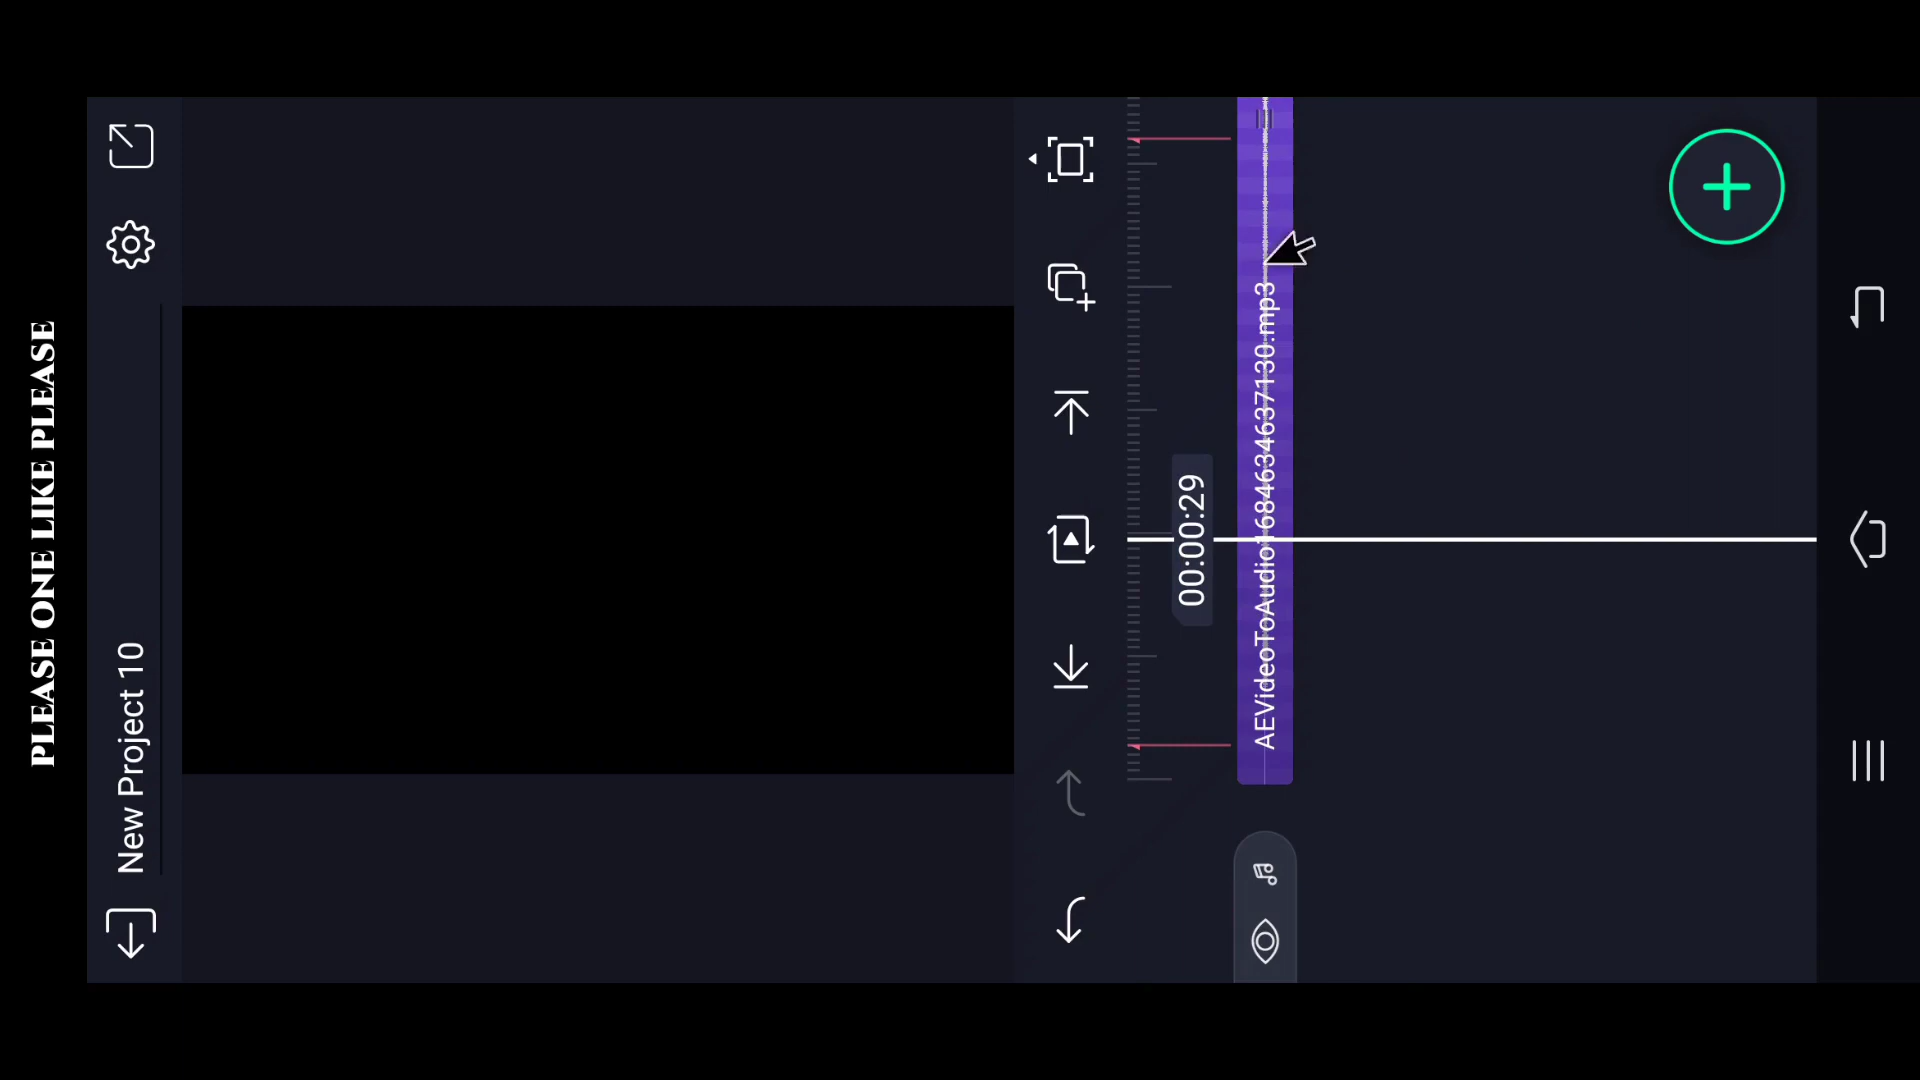 PLEASE ONE LIKE PLEASE
New Project 10
00:00:29
AEVideoToAudio1684634637130.mp3